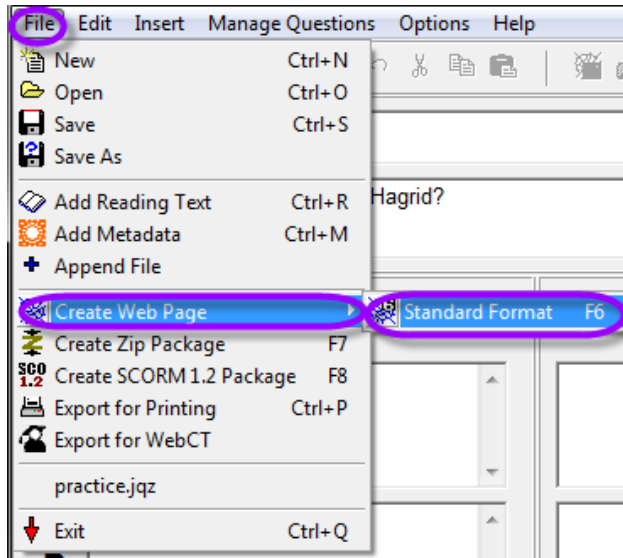 File Edit Insert Manage Questions Options Help
New Ctrl+N
Open Ctrl+O
Save Ctrl+S
Save As
Add Reading Text Ctrl+R
Hagrid?
Add Metadata Ctrl+M
Append File
Create Web Page
Standard Format F6
Create Zip Package F7
SCO 1.2 Create SCORM 1.2 Package F8
Export for Printing Ctrl+P
Export for WebCT
practice.jqz
Exit Ctrl+Q